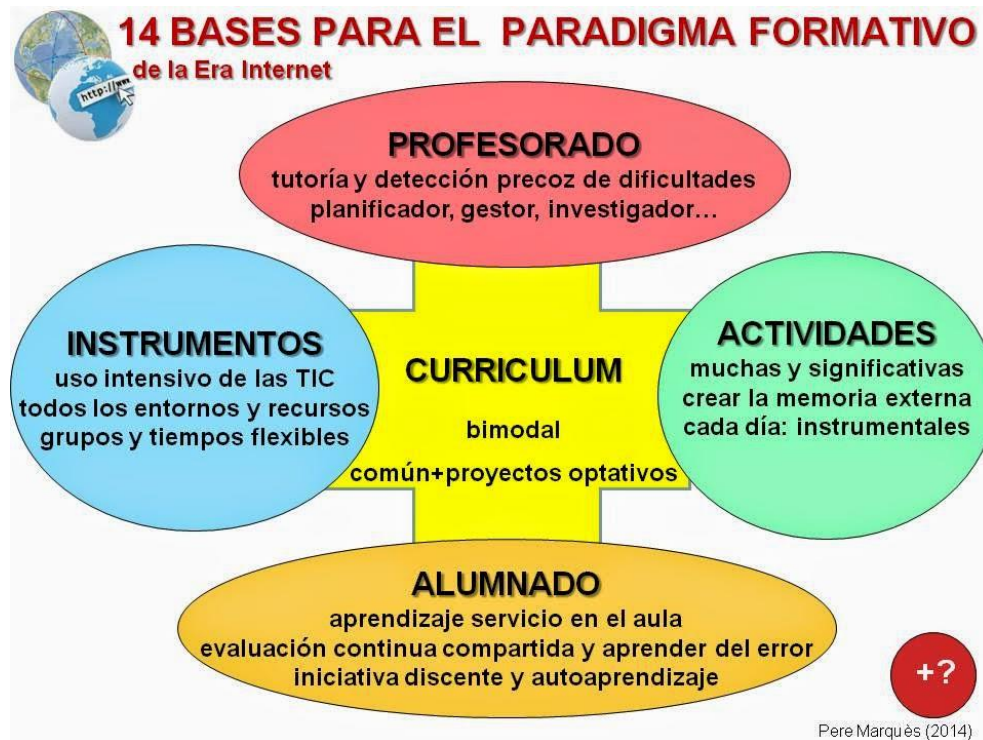 14 BASES PARA EL PARADIGMA FORMATIVO
de la Era Internet
http://www
PROFESORADO
tutoría y detección precoz de dificultades
planificador, gestor, investigador…
INSTRUMENTOS
uso intensivo de las TIC
todos los entornos y recursos
grupos y tiempos flexibles
CURRICULUM
bimodal
común+proyectos optativos
ACTIVIDADES
muchas y significativas
crear la memoria externa
cada día: instrumentales
ALUMNADO
aprendizaje servicio en el aula
evaluación continua compartida y aprender del error
iniciativa discente y autoaprendizaje
+?
Pere Marquès (2014)